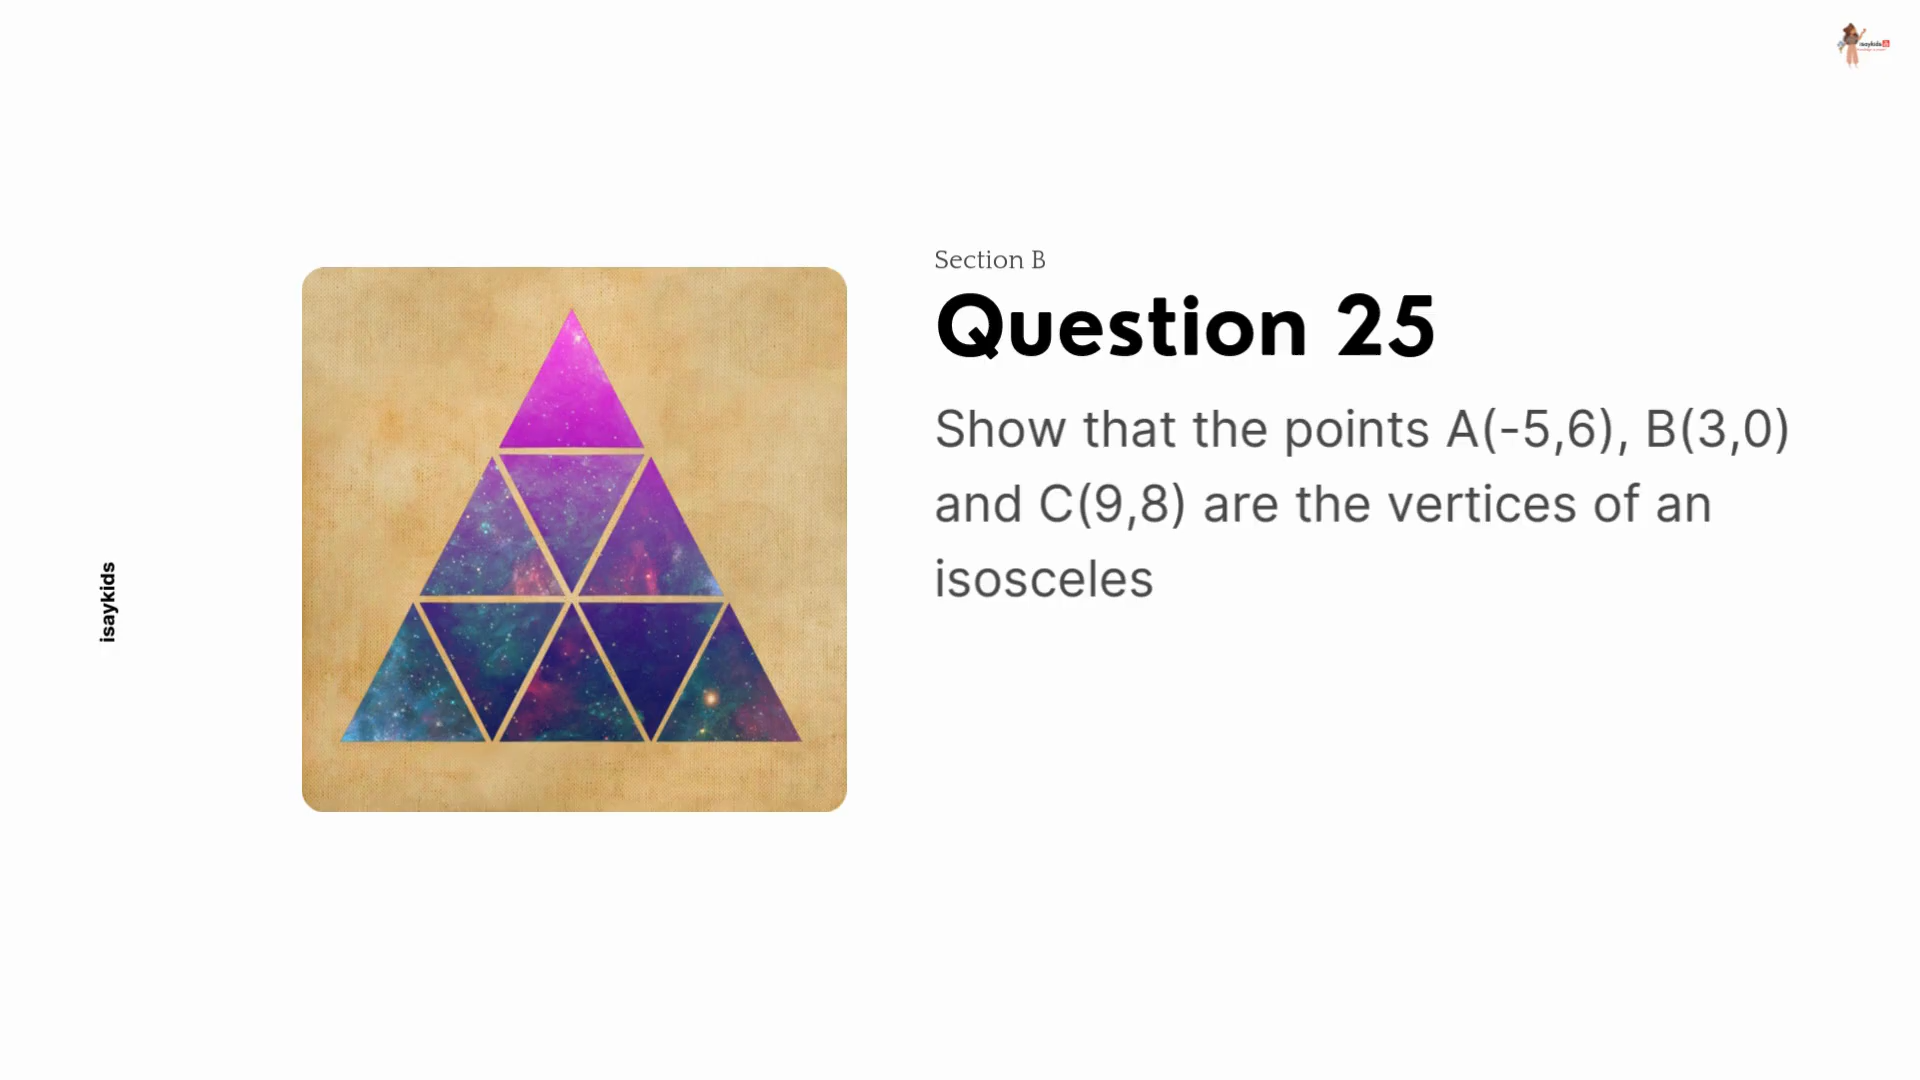 isaykids
Section B
Question 25
Show that the points A(-5,6), B(3,0)
and C(9,8) are the vertices of an
isosceles
isaykids